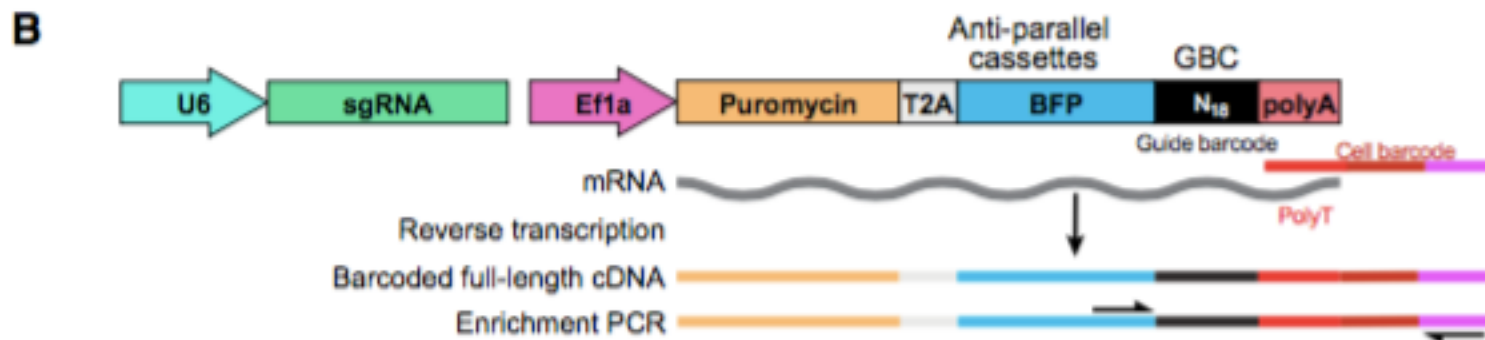 B
Anti-parallel
cassettes
GBC
U6
sgRNA
Ef1a
Puromycin
T2A
BFP
N18
polyA
Guide barcode
Cell barcode
mRNA
PolyT
Reverse transcription
Barcoded full-length cDNA
Enrichment PCR